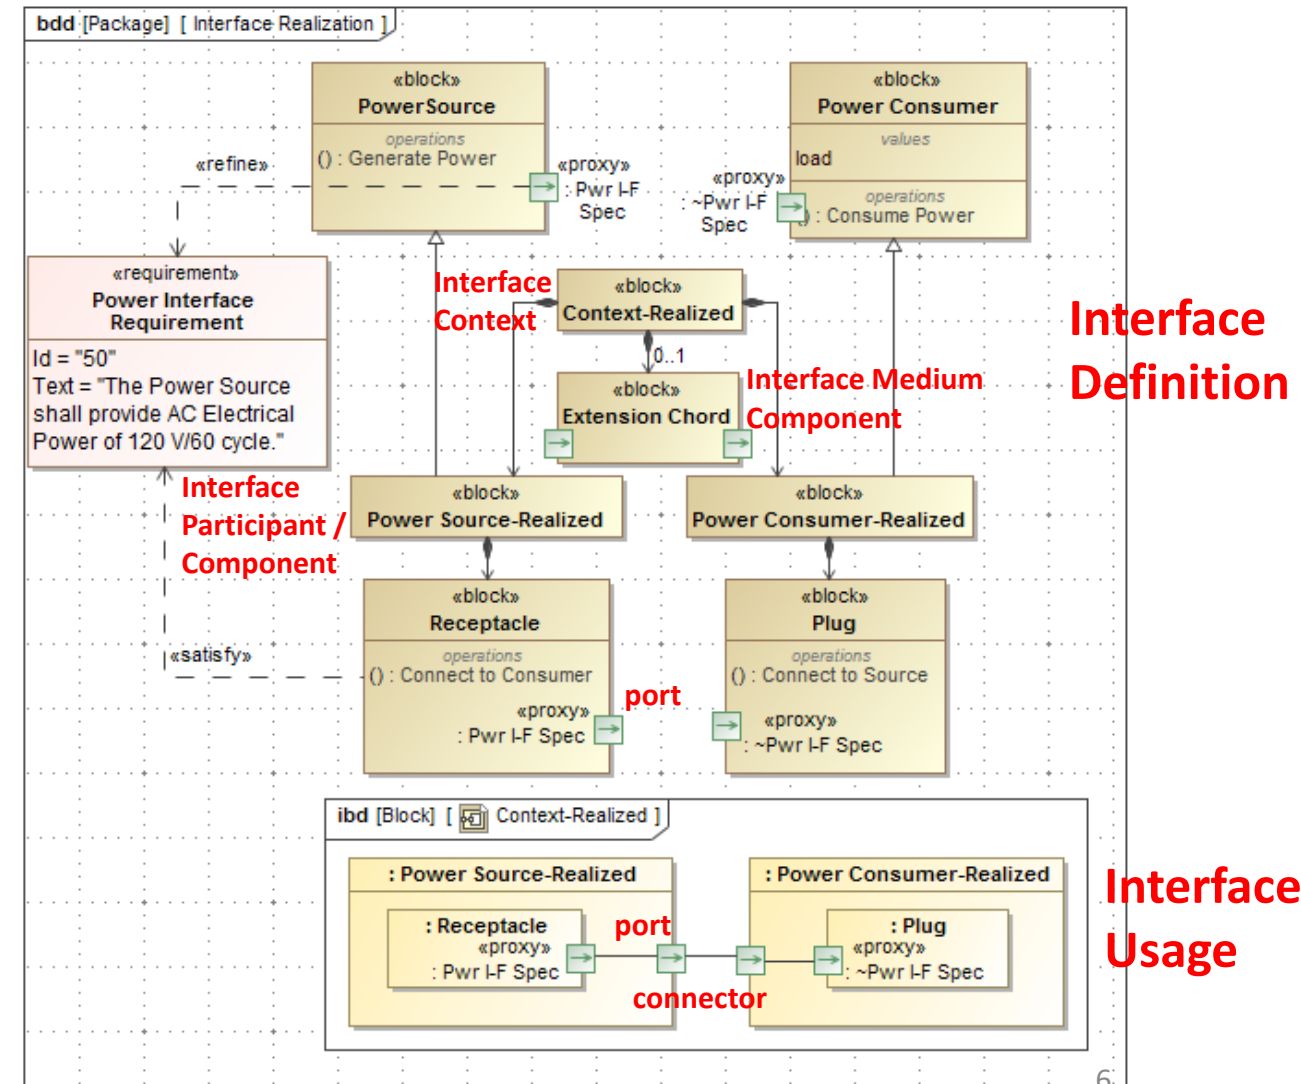 bdd [Package] [ Interface Realization ]
«block»
PowerSource
operations
() : Generate Power
«proxy»
: Pwr I-F
Spec
«block»
Power Consumer
values
load
operations
() : Consume Power
«proxy»
: ~Pwr I-F
Spec
«refine»
«requirement»
Power Interface
Requirement
Id = "50"
Text = "The Power Source
shall provide AC Electrical
Power of 120 V/60 cycle."
Interface
Context
«block»
Context-Realized
0..1
«block»
Extension Chord
Interface Medium
Component
Interface
Definition
Interface
Participant /
Component
«block»
Power Source-Realized
«block»
Power Consumer-Realized
«satisfy»
«block»
Receptacle
operations
() : Connect to Consumer
«proxy»
: Pwr I-F Spec
port
«block»
Plug
operations
() : Connect to Source
«proxy»
: ~Pwr I-F Spec
ibd [Block] [ Context-Realized ]
: Power Source-Realized
: Receptacle
«proxy»
: Pwr I-F Spec
port
connector
: Power Consumer-Realized
: Plug
«proxy»
: ~Pwr I-F Spec
Interface
Usage
6